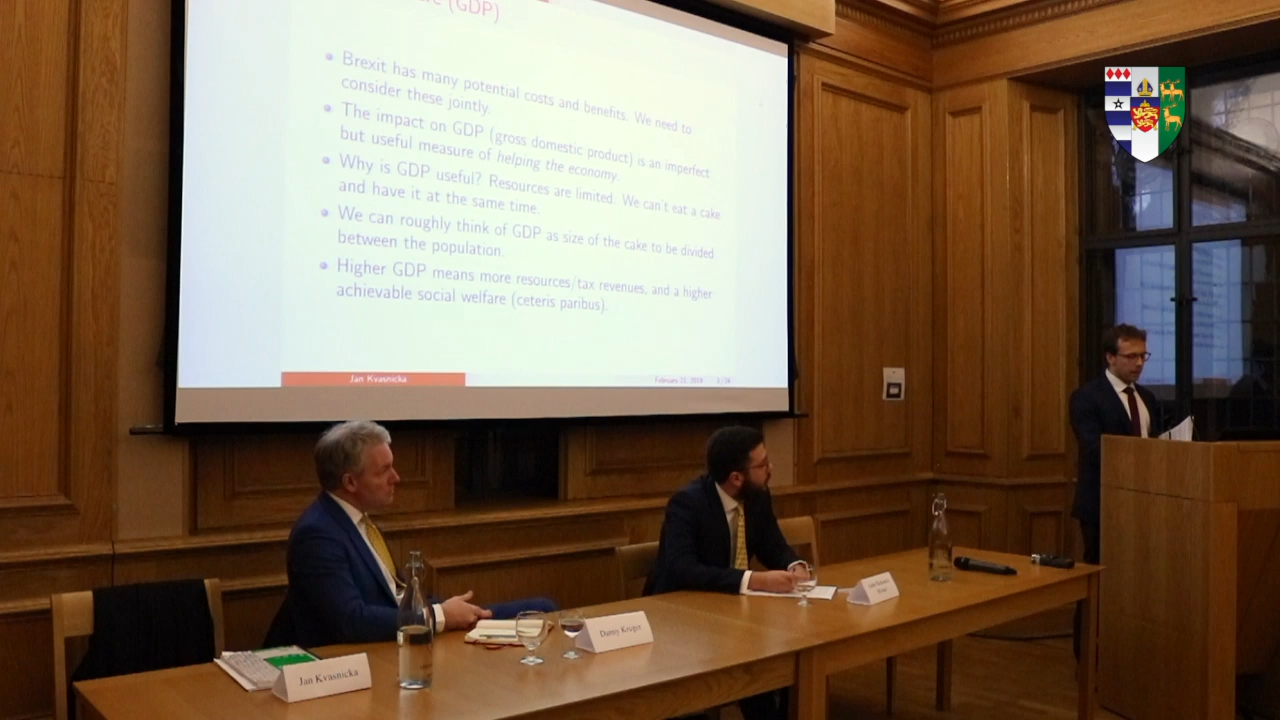 (GDP)
Brexit has many potential costs and benefits. We need to
consider these jointly.
The impact on GDP (gross domestic product) is an imperfect
but useful measure of helping the economy.
Why is GDP useful? Resources are limited. We can't eat a cake
and have it at the same time.
We can roughly think of GDP as size of the cake to be divided
between the population.
Higher GDP means more resources/tax revenues, and a higher
achievable social welfare (ceteris paribus).
Jan Kvasnicka
Danny Kruger
Jan Kvasnicka